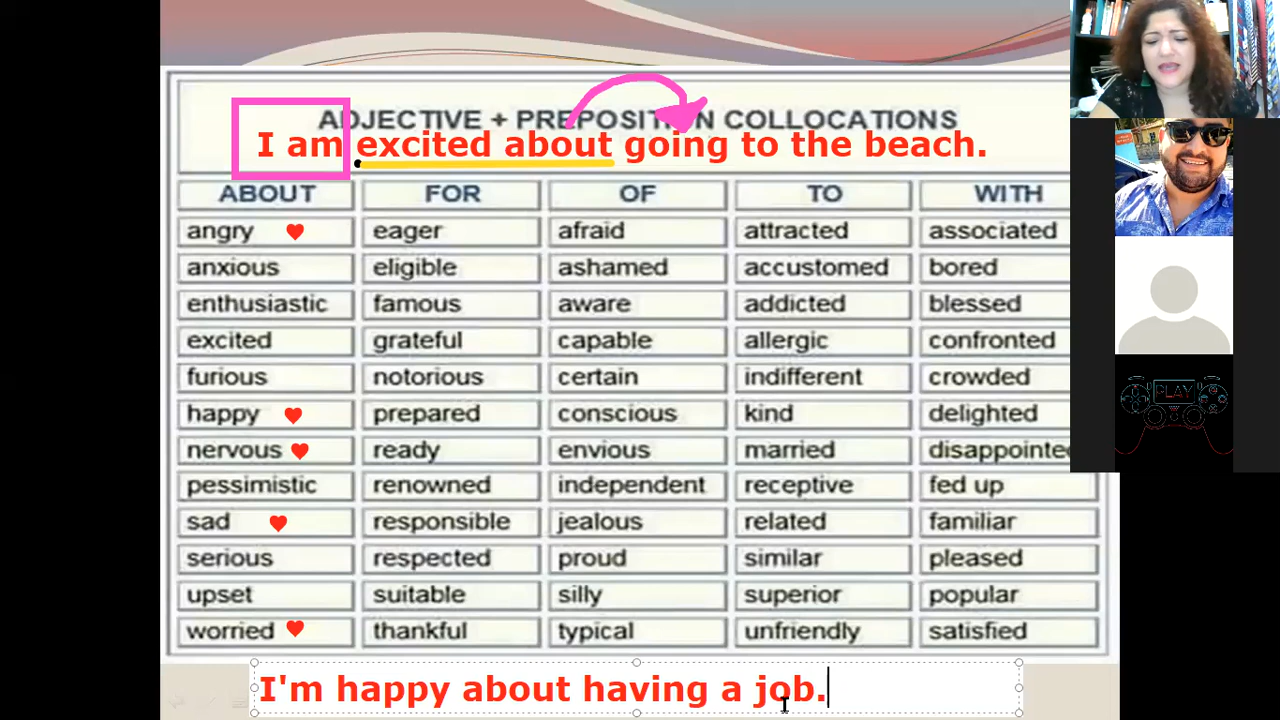 ADJECTIVE + PREPOSITION COLLOCATIONS
I am excited about going to the beach.
ABOUT FOR OF TO WITH
angry eager afraid attracted associated
anxious eligible ashamed accustomed bored
enthusiastic famous aware addicted blessed
excited grateful capable allergic confronted
furious notorious certain indifferent crowded
happy prepared conscious kind delighted
nervous ready envious married disappointed
pessimistic renowned independent receptive fed up
sad responsible jealous related familiar
serious respected proud similar pleased
upset suitable silly superior popular
worried thankful typical unfriendly satisfied
I'm happy about having a job.
PLAY